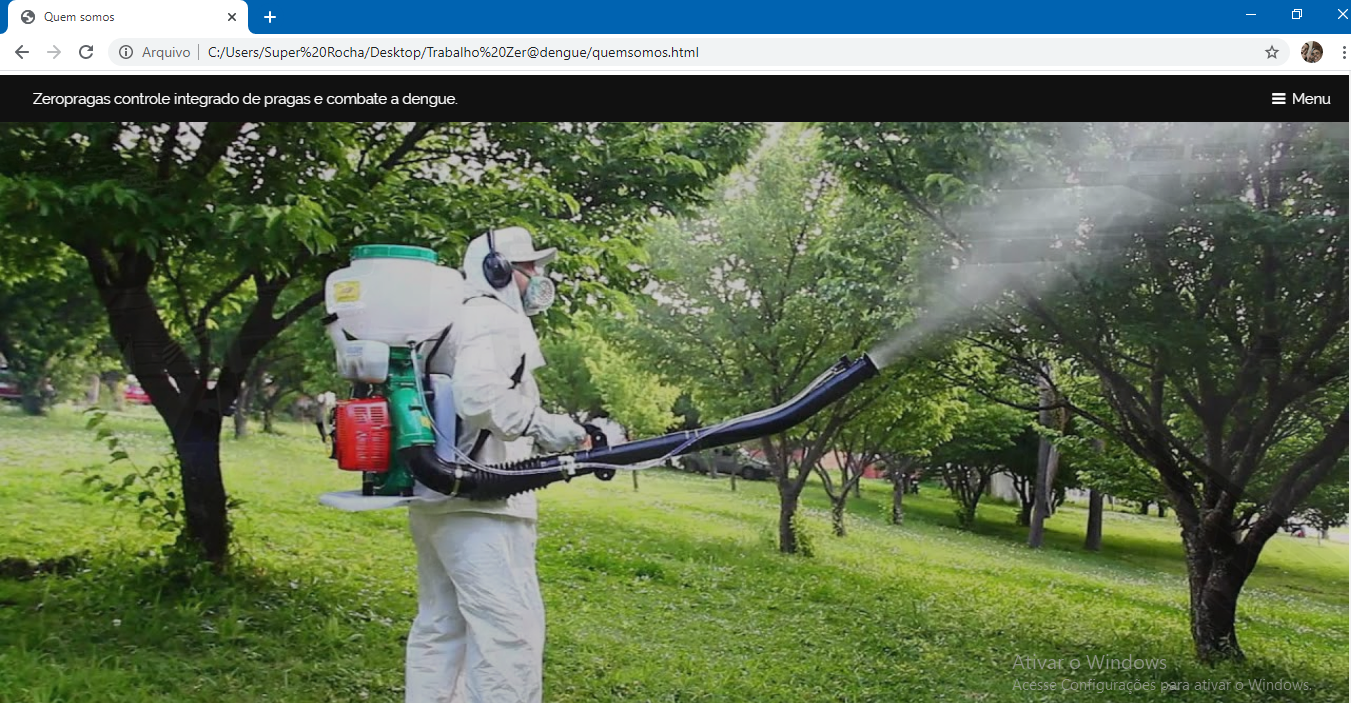 Quem somos
Arquivo | C:/Users/Super%20Rocha/Desktop/Trabalho%20Zer@dengue/quemsomos.html
Zeropragas controle integrado de pragas e combate a dengue.
Menu
Ativar o Windows
Acesse Configurações para ativar o Windows.